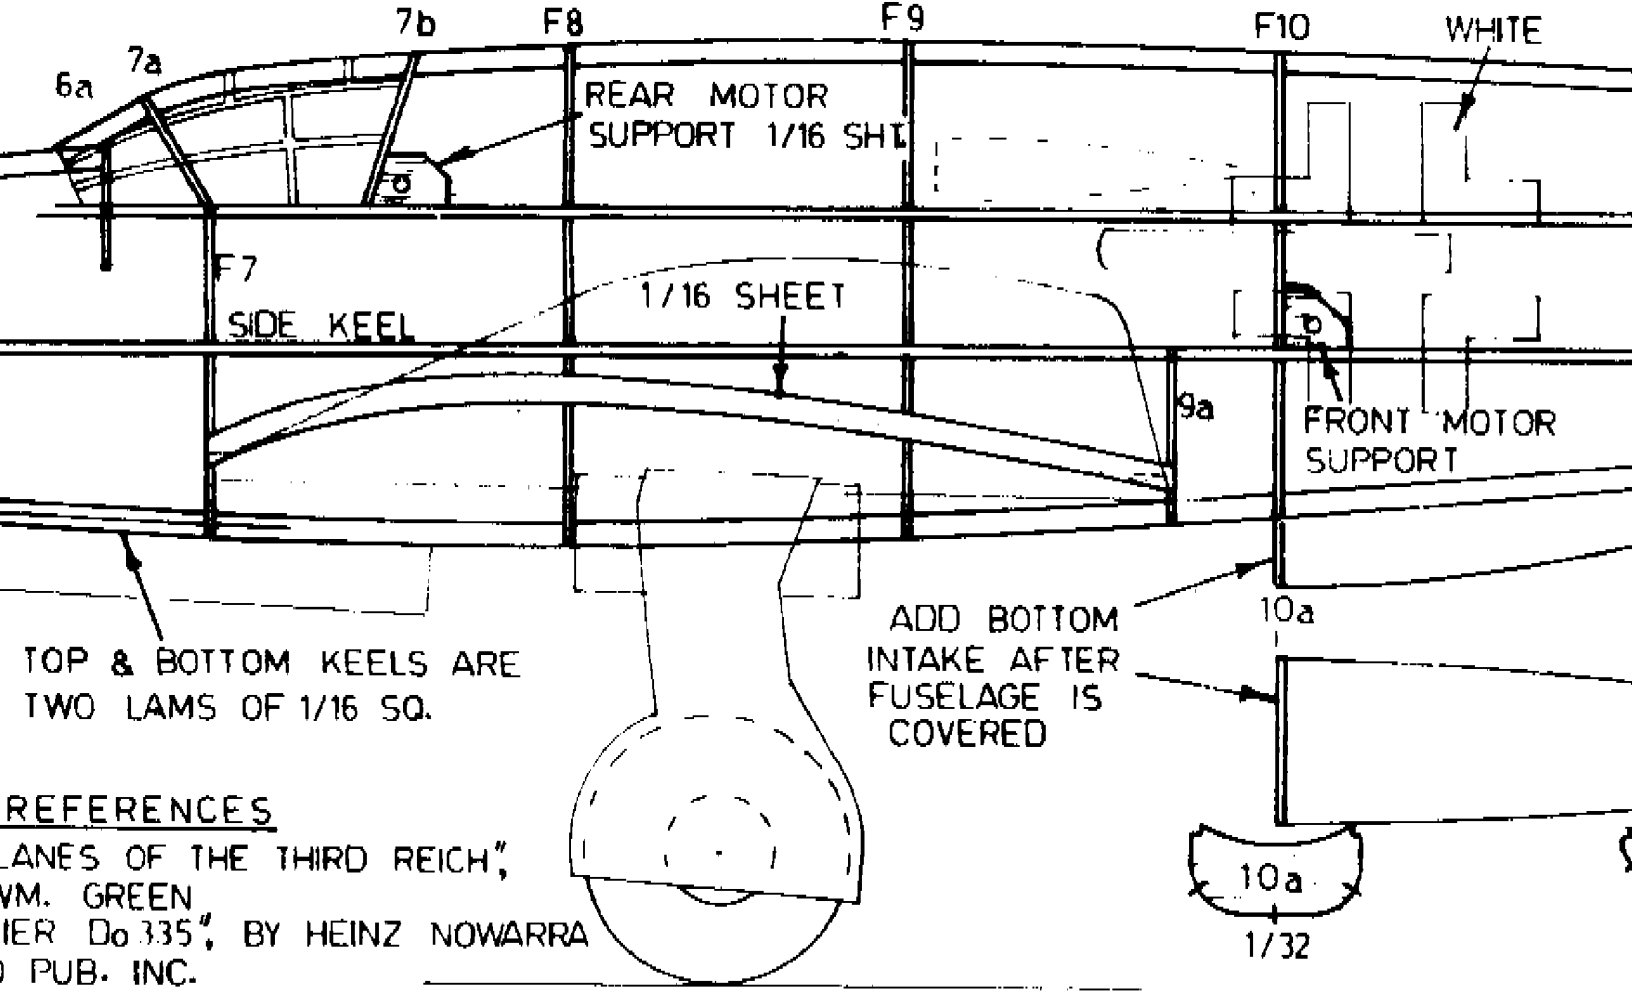 7b F8 F9 F10 WHITE
7a
6a
REAR MOTOR
SUPPORT 1/16 SHT.
F7
1/16 SHEET
SIDE KEEL
9a
FRONT MOTOR
SUPPORT
10a
ADD BOTTOM
INTAKE AFTER
FUSELAGE IS
COVERED
TOP & BOTTOM KEELS ARE
TWO LAMS OF 1/16 SQ.
REFERENCES
LANES OF THE THIRD REICH",
WM. GREEN
IER Do 335", BY HEINZ NOWARRA
PUB. INC.
10a
1/32